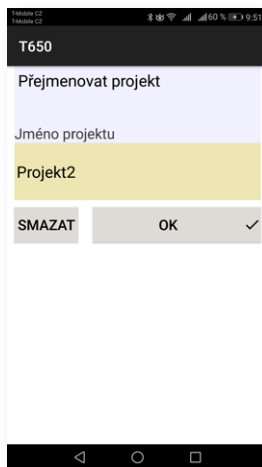 T-Mobile CZ
T-Mobile CZ
60 % 9:51
T650
Přejmenovat projekt
Jméno projektu
Projekt2
SMAZAT OK